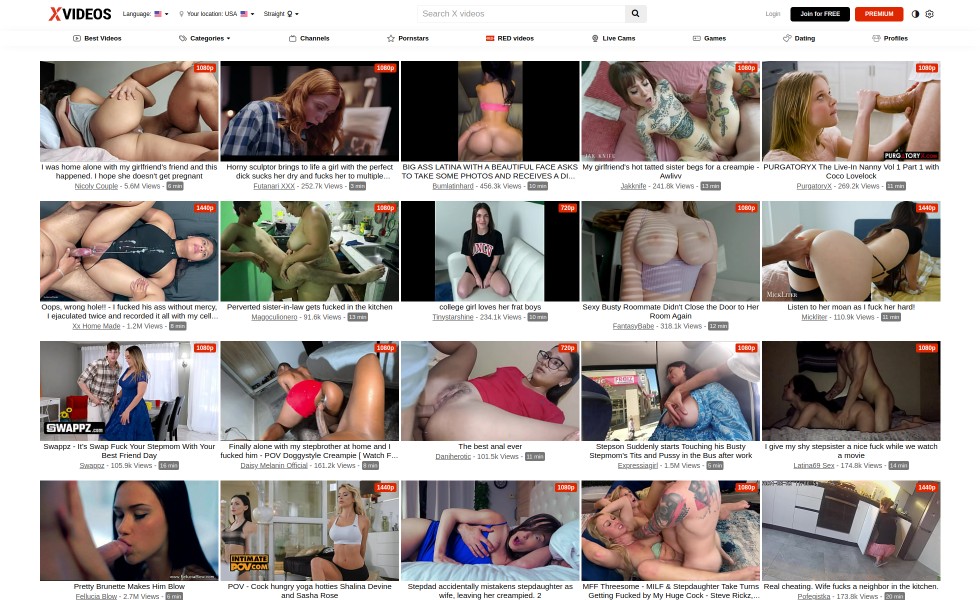 XVIDEOS
Language:
Your location: USA
Straight
Search X videos
Login
Join for FREE
PREMIUM
Best Videos
Categories
Channels
Pornstars
RED videos
Live Cams
Games
Dating
Profiles
1080p
1080p
1080p
1080p
PURGATORYX
I was home alone with my girlfriend's friend and this
happened. I hope she doesn't get pregnant
Nicoly Couple - 5.6M Views - 6 min
Horny sculptor brings to life a girl with the perfect
dick sucks her dry and fucks her to multiple...
Futanari XXX - 252.7k Views - 3 min
BIG ASS LATINA WITH A BEAUTIFUL FACE ASKS
TO TAKE SOME PHOTOS AND RECEIVES A DI...
Bumlatinhard - 456.3k Views - 10 min
My girlfriend's hot tatted sister begs for a creampie -
Awlivv
Jakknife - 241.8k Views - 13 min
PURGATORYX The Live-In Nanny Vol 1 Part 1 with
Coco Lovelock
PurgatoryX - 269.2k Views - 11 min
1440p
1080p
720p
1080p
1440p
Oops, wrong hole!! - I fucked his ass without mercy,
I ejaculated twice and recorded it all with my cell...
Xx Home Made - 1.2M Views - 8 min
Perverted sister-in-law gets fucked in the kitchen
Magoculionero - 91.6k Views - 13 min
college girl loves her frat boys
Tinystarshine - 234.1k Views - 10 min
Sexy Busty Roommate Didn't Close the Door to Her
Room Again
FantasyBabe - 318.1k Views - 12 min
Listen to her moan as I fuck her hard!
Mickliter - 110.9k Views - 11 min
1080p
1080p
720p
1080p
1080p
SWAPPZ.com
Swappz - It's Swap Fuck Your Stepmom With Your
Best Friend Day
Swappz - 105.9k Views - 16 min
Finally alone with my stepbrother at home and I
fucked him - POV Doggystyle Creampie [ Watch F...
Daisy Melanin Official - 161.2k Views - 8 min
The best anal ever
Daniherotic - 101.5k Views - 11 min
Stepson Suddenly starts Touching his Busty
Stepmom's Tits and Pussy in the Bus after work
Expressiagirl - 1.5M Views - 5 min
I give my shy stepsister a nice fuck while we watch
a movie
Latina69 Sex - 174.8k Views - 14 min
1440p
1080p
1080p
1440p
INTIMATE
POV.COM
Pretty Brunette Makes Him Blow
Fellucia Blow - 2.7M Views - 6 min
POV - Cock hungry yoga hotties Shalina Devine
and Sasha Rose
Stepdad accidentally mistakens stepdaughter as
wife, leaving her creampied. 2
MFF Threesome - MILF & Stepdaughter Take Turns
Getting Fucked by My Huge Cock - Steve Rickz,...
Real cheating. Wife fucks a neighbor in the kitchen.
Pofegistka - 173.8k Views - 20 min